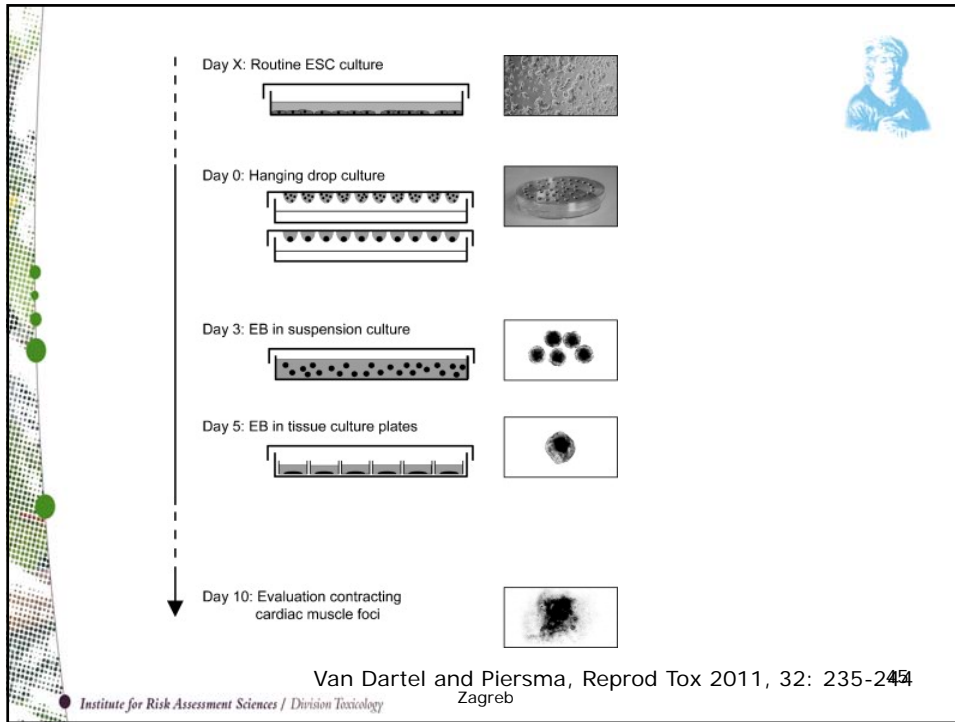 Day X: Routine ESC culture
Day 0: Hanging drop culture
Day 3: EB in suspension culture
Day 5: EB in tissue culture plates
Day 10: Evaluation contracting
cardiac muscle foci
Van Dartel and Piersma, Reprod Tox 2011, 32: 235-244
45
Institute for Risk Assessment Sciences / Division Toxicology
Zagreb